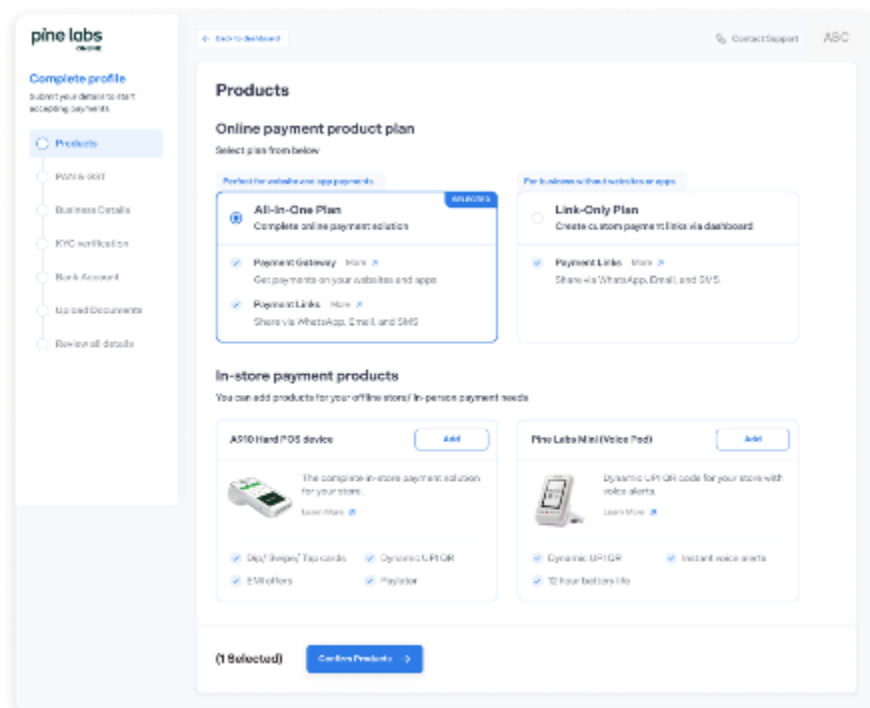 pine labs
ONLINE
Back to dashboard
Contact Support
ABC
Complete profile
Submit your details to start
accepting payments
Products
PAN & GST
Business Details
KYC verification
Bank Account
Upload Documents
Review all details
Products
Online payment product plan
Select plan from below
Perfect for website and app payments
SELECTED
All-In-One Plan
Complete online payment solution
Payment Gateway More
Get payments on your websites and apps
Payment Links More
Share via WhatsApp, Email, and SMS
For business without websites or apps
Link-Only Plan
Create custom payment links via dashboard
Payment Links More
Share via WhatsApp, Email, and SMS
In-store payment products
You can add products for your offline store/ in-person payment needs
A910 Hard POS device
Add
The complete in-store payment solution
for your store.
Learn More
Dip/ Swipe/ Tap cards
Dynamic UPI QR
EMI offers
Paylater
Pine Labs Mini (Voice Pod)
Add
Dynamic UPI QR code for your store with
voice alerts.
Learn More
Dynamic UPI QR
Instant voice alerts
12 hour battery life
(1 Selected)
Confirm Products